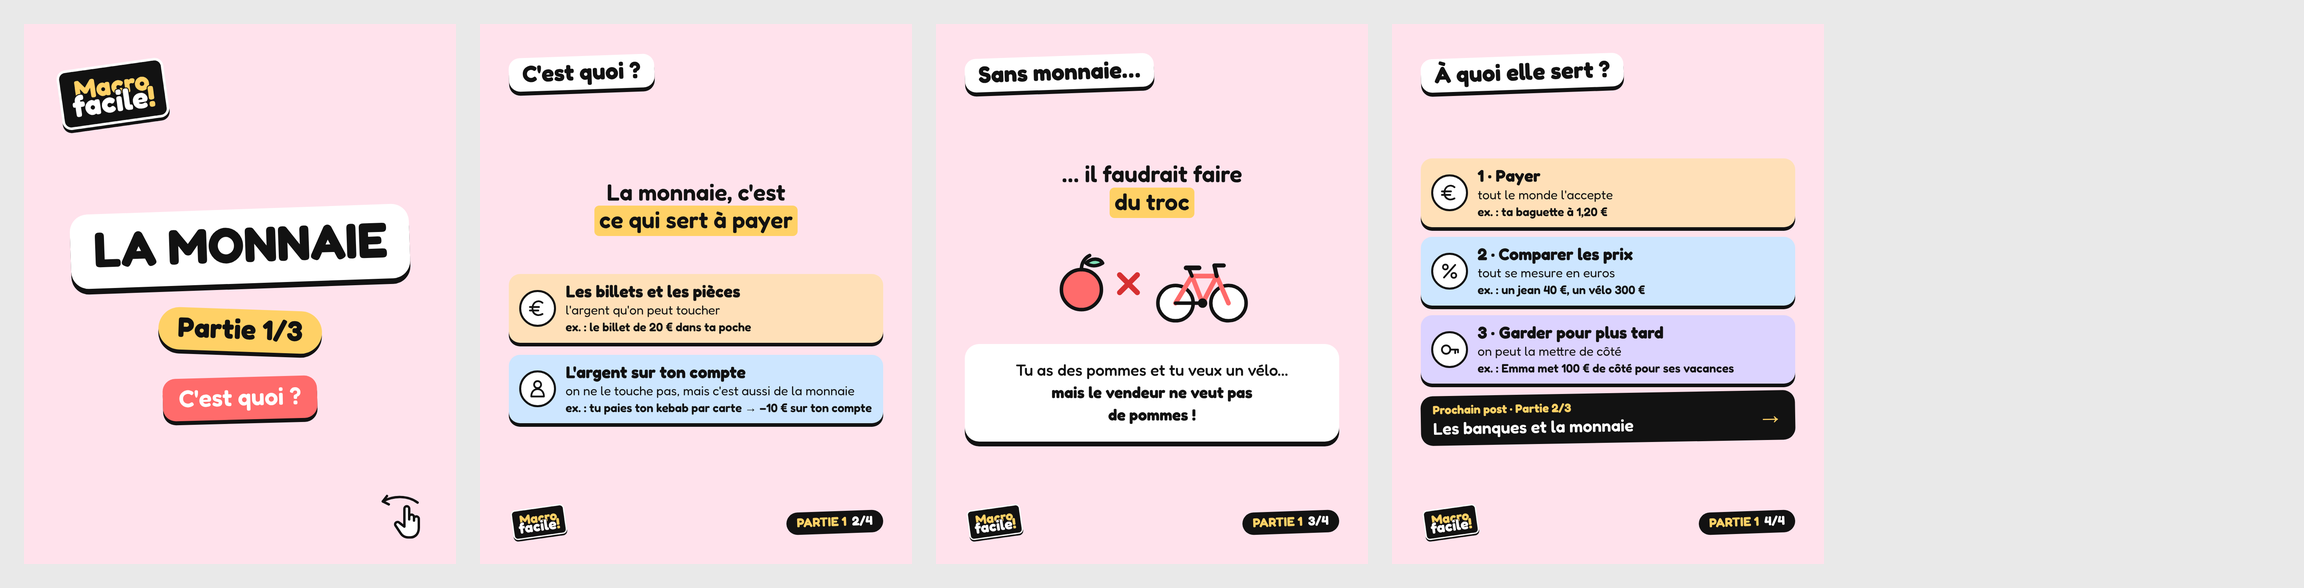 Macro
facile!
LA MONNAIE
Partie 1/3
C'est quoi ?
C'est quoi ?
La monnaie, c'est
ce qui sert à payer
€
Les billets et les pièces
l'argent qu'on peut toucher
ex. : le billet de 20 € dans ta poche
L'argent sur ton compte
on ne le touche pas, mais c'est aussi de la monnaie
ex. : tu paies ton kebab par carte → −10 € sur ton compte
Macro
facile!
PARTIE 1 2/4
Sans monnaie...
... il faudrait faire
du troc
Tu as des pommes et tu veux un vélo...
mais le vendeur ne veut pas
de pommes !
Macro
facile!
PARTIE 1 3/4
À quoi elle sert ?
€
1 · Payer
tout le monde l'accepte
ex. : ta baguette à 1,20 €
%
2 · Comparer les prix
tout se mesure en euros
ex. : un jean 40 €, un vélo 300 €
3 · Garder pour plus tard
on peut la mettre de côté
ex. : Emma met 100 € de côté pour ses vacances
Prochain post · Partie 2/3
Les banques et la monnaie →
Macro
facile!
PARTIE 1 4/4